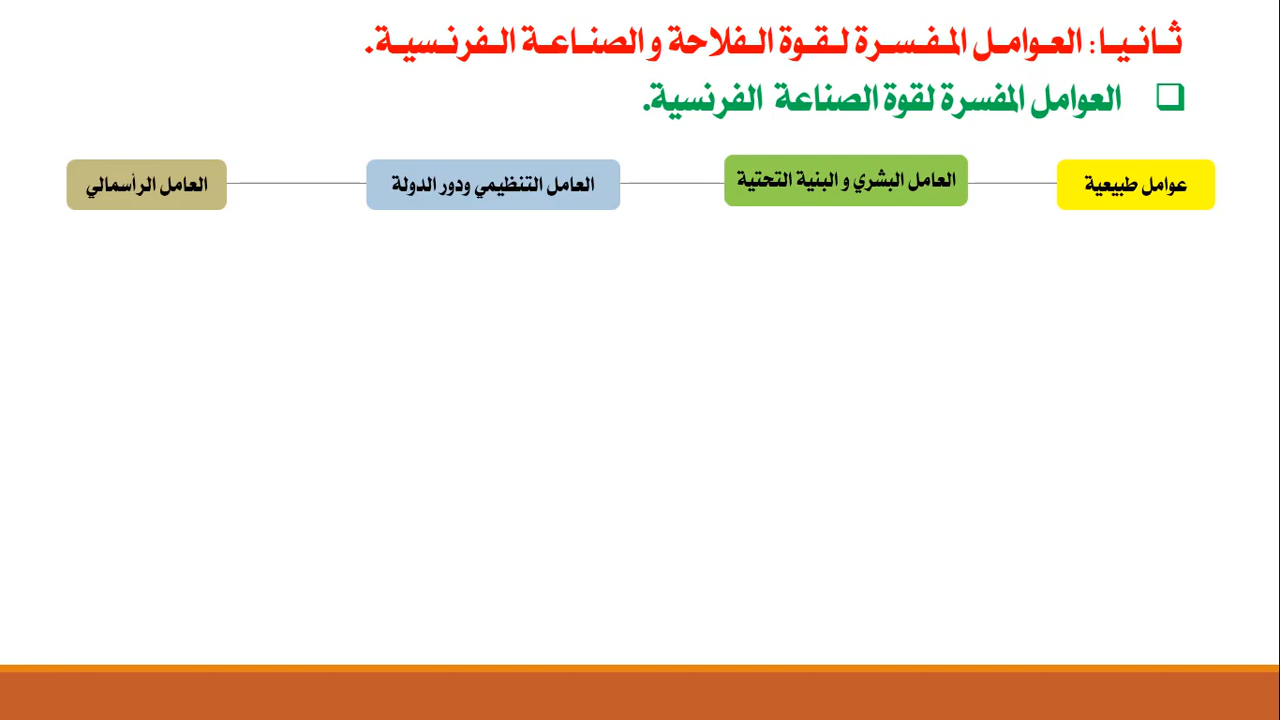 ثانيا: العوامل المفسرة لقوة الفلاحة و الصناعة الفرنسية.
❑ العوامل المفسرة لقوة الصناعة الفرنسية.
عوامل طبيعية
العامل البشري و البنية التحتية
العامل التنظيمي ودور الدولة
العامل الرأسمالي